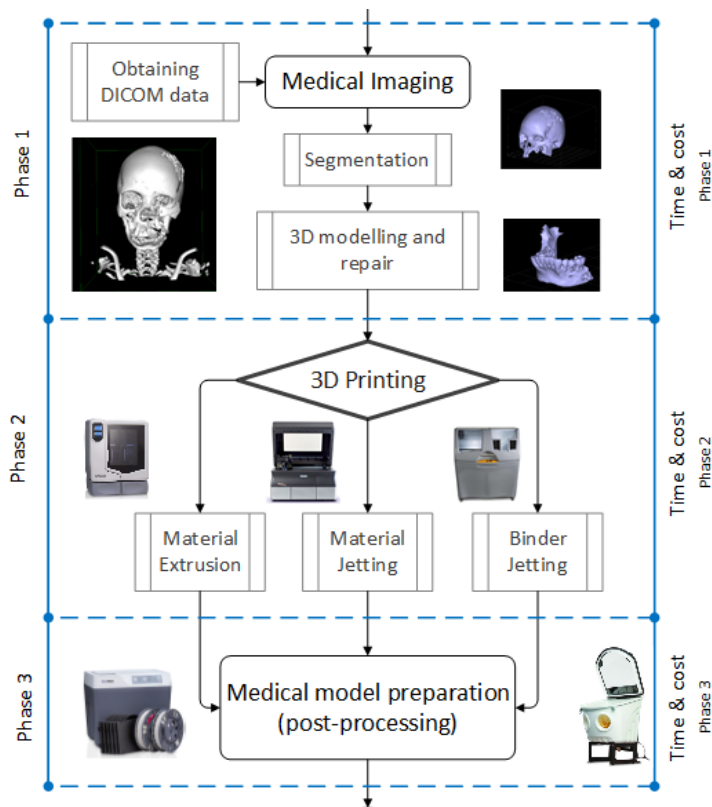 Obtaining
DICOM data
Medical Imaging
Segmentation
3D modelling and
repair
Phase 1
Time & cost
Phase 1
3D Printing
Material
Extrusion
Material
Jetting
Binder
Jetting
Phase 2
Time & cost
Phase 2
Medical model preparation
(post-processing)
Phase 3
Time & cost
Phase 3